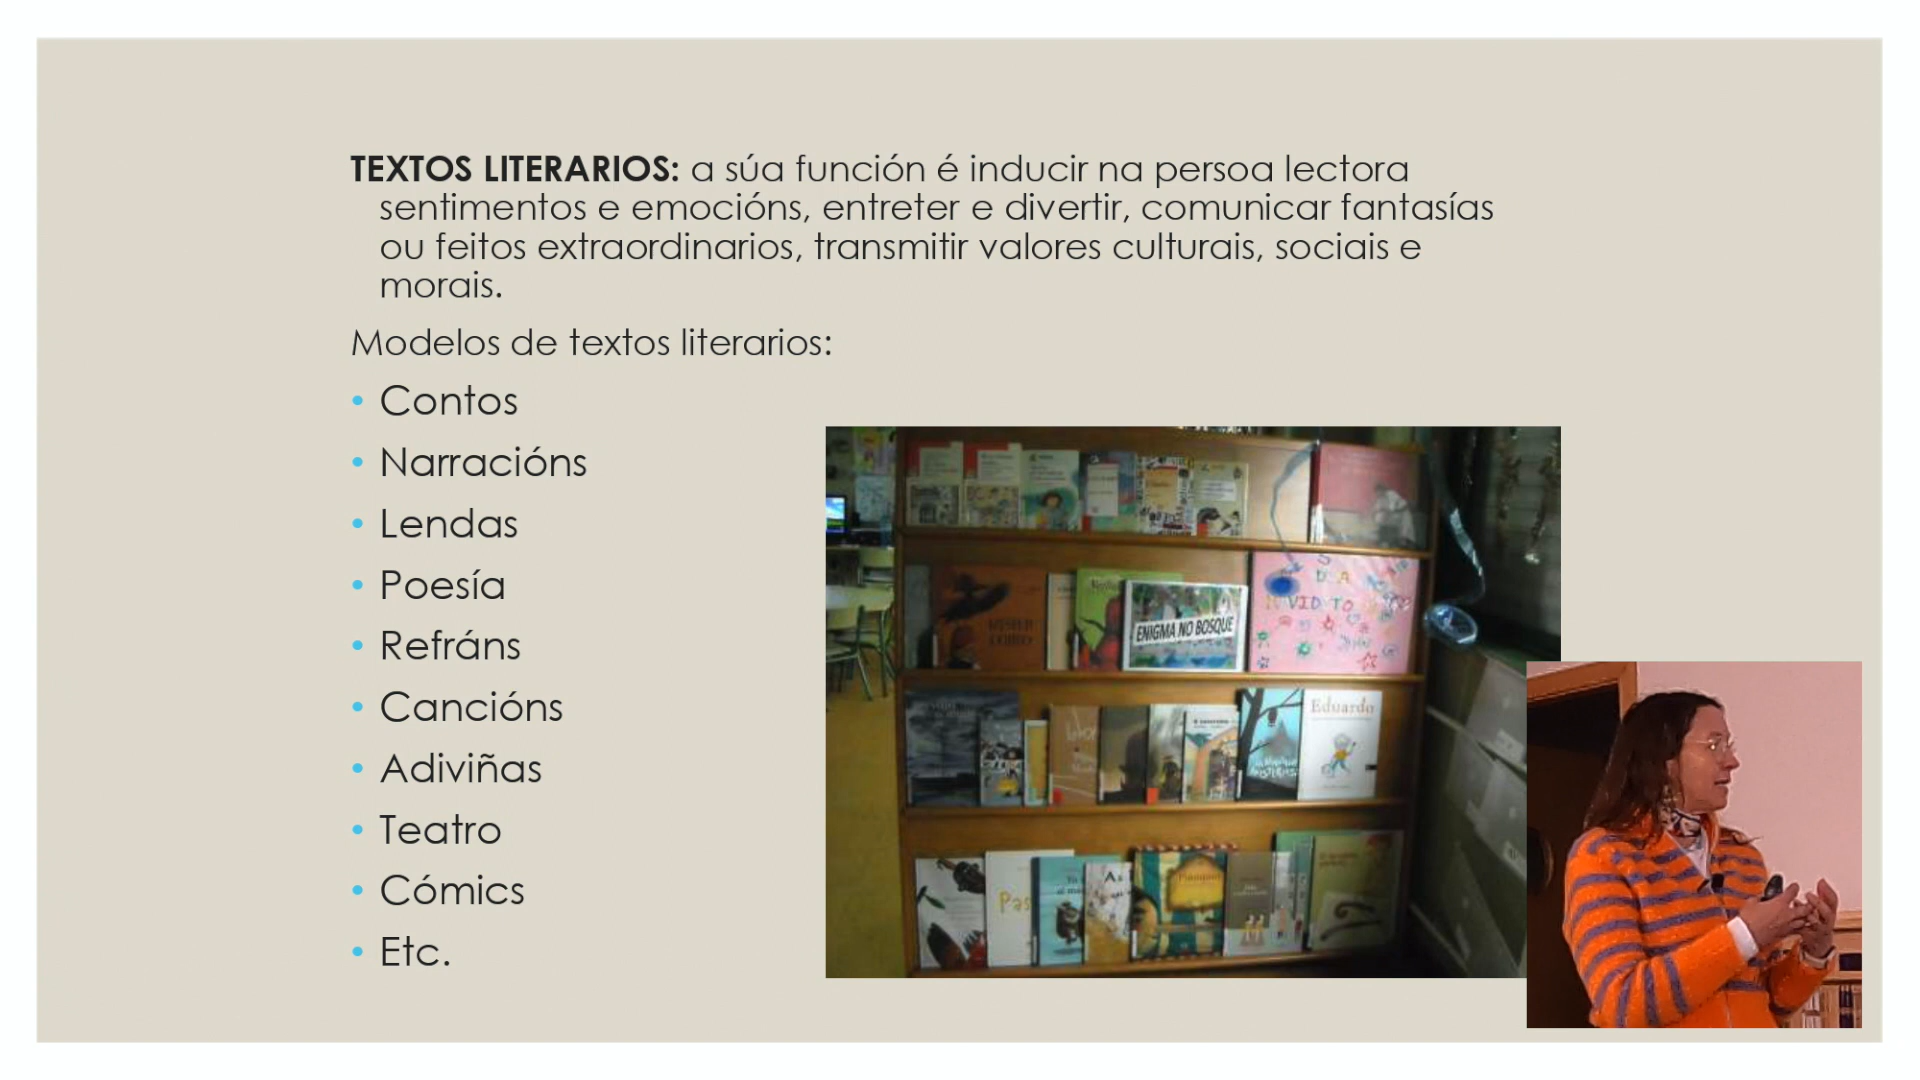 TEXTOS LITERARIOS: a súa función é inducir na persoa lectora
sentimentos e emocións, entreter e divertir, comunicar fantasías
ou feitos extraordinarios, transmitir valores culturais, sociais e
morais.
Modelos de textos literarios:
• Contos
• Narracións
• Lendas
• Poesía
• Refráns
• Cancións
• Adiviñas
• Teatro
• Cómics
• Etc.
ENIGMA NO BOSQUE
Eduardo